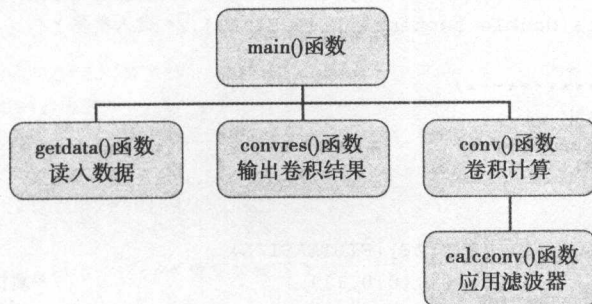 main()函数
getdata()函数
读入数据
convres()函数
输出卷积结果
conv()函数
卷积计算
calcconv()函数
应用滤波器